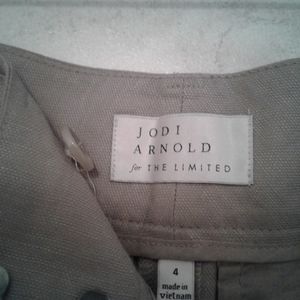 JODI
ARNOLD
for THE LIMITED
4
made in
vietnam